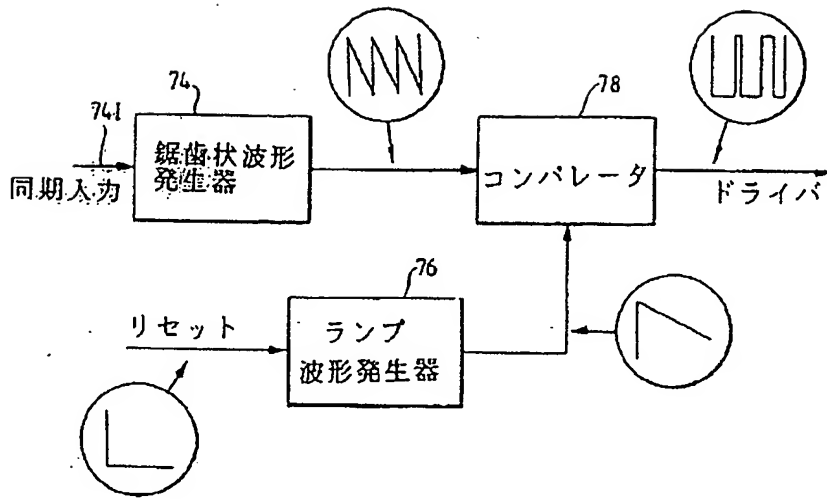 74
74I
鋸歯状波形
発生器
同期入力
78
コンパレータ
ドライバ
76
リセット
ランプ
波形発生器